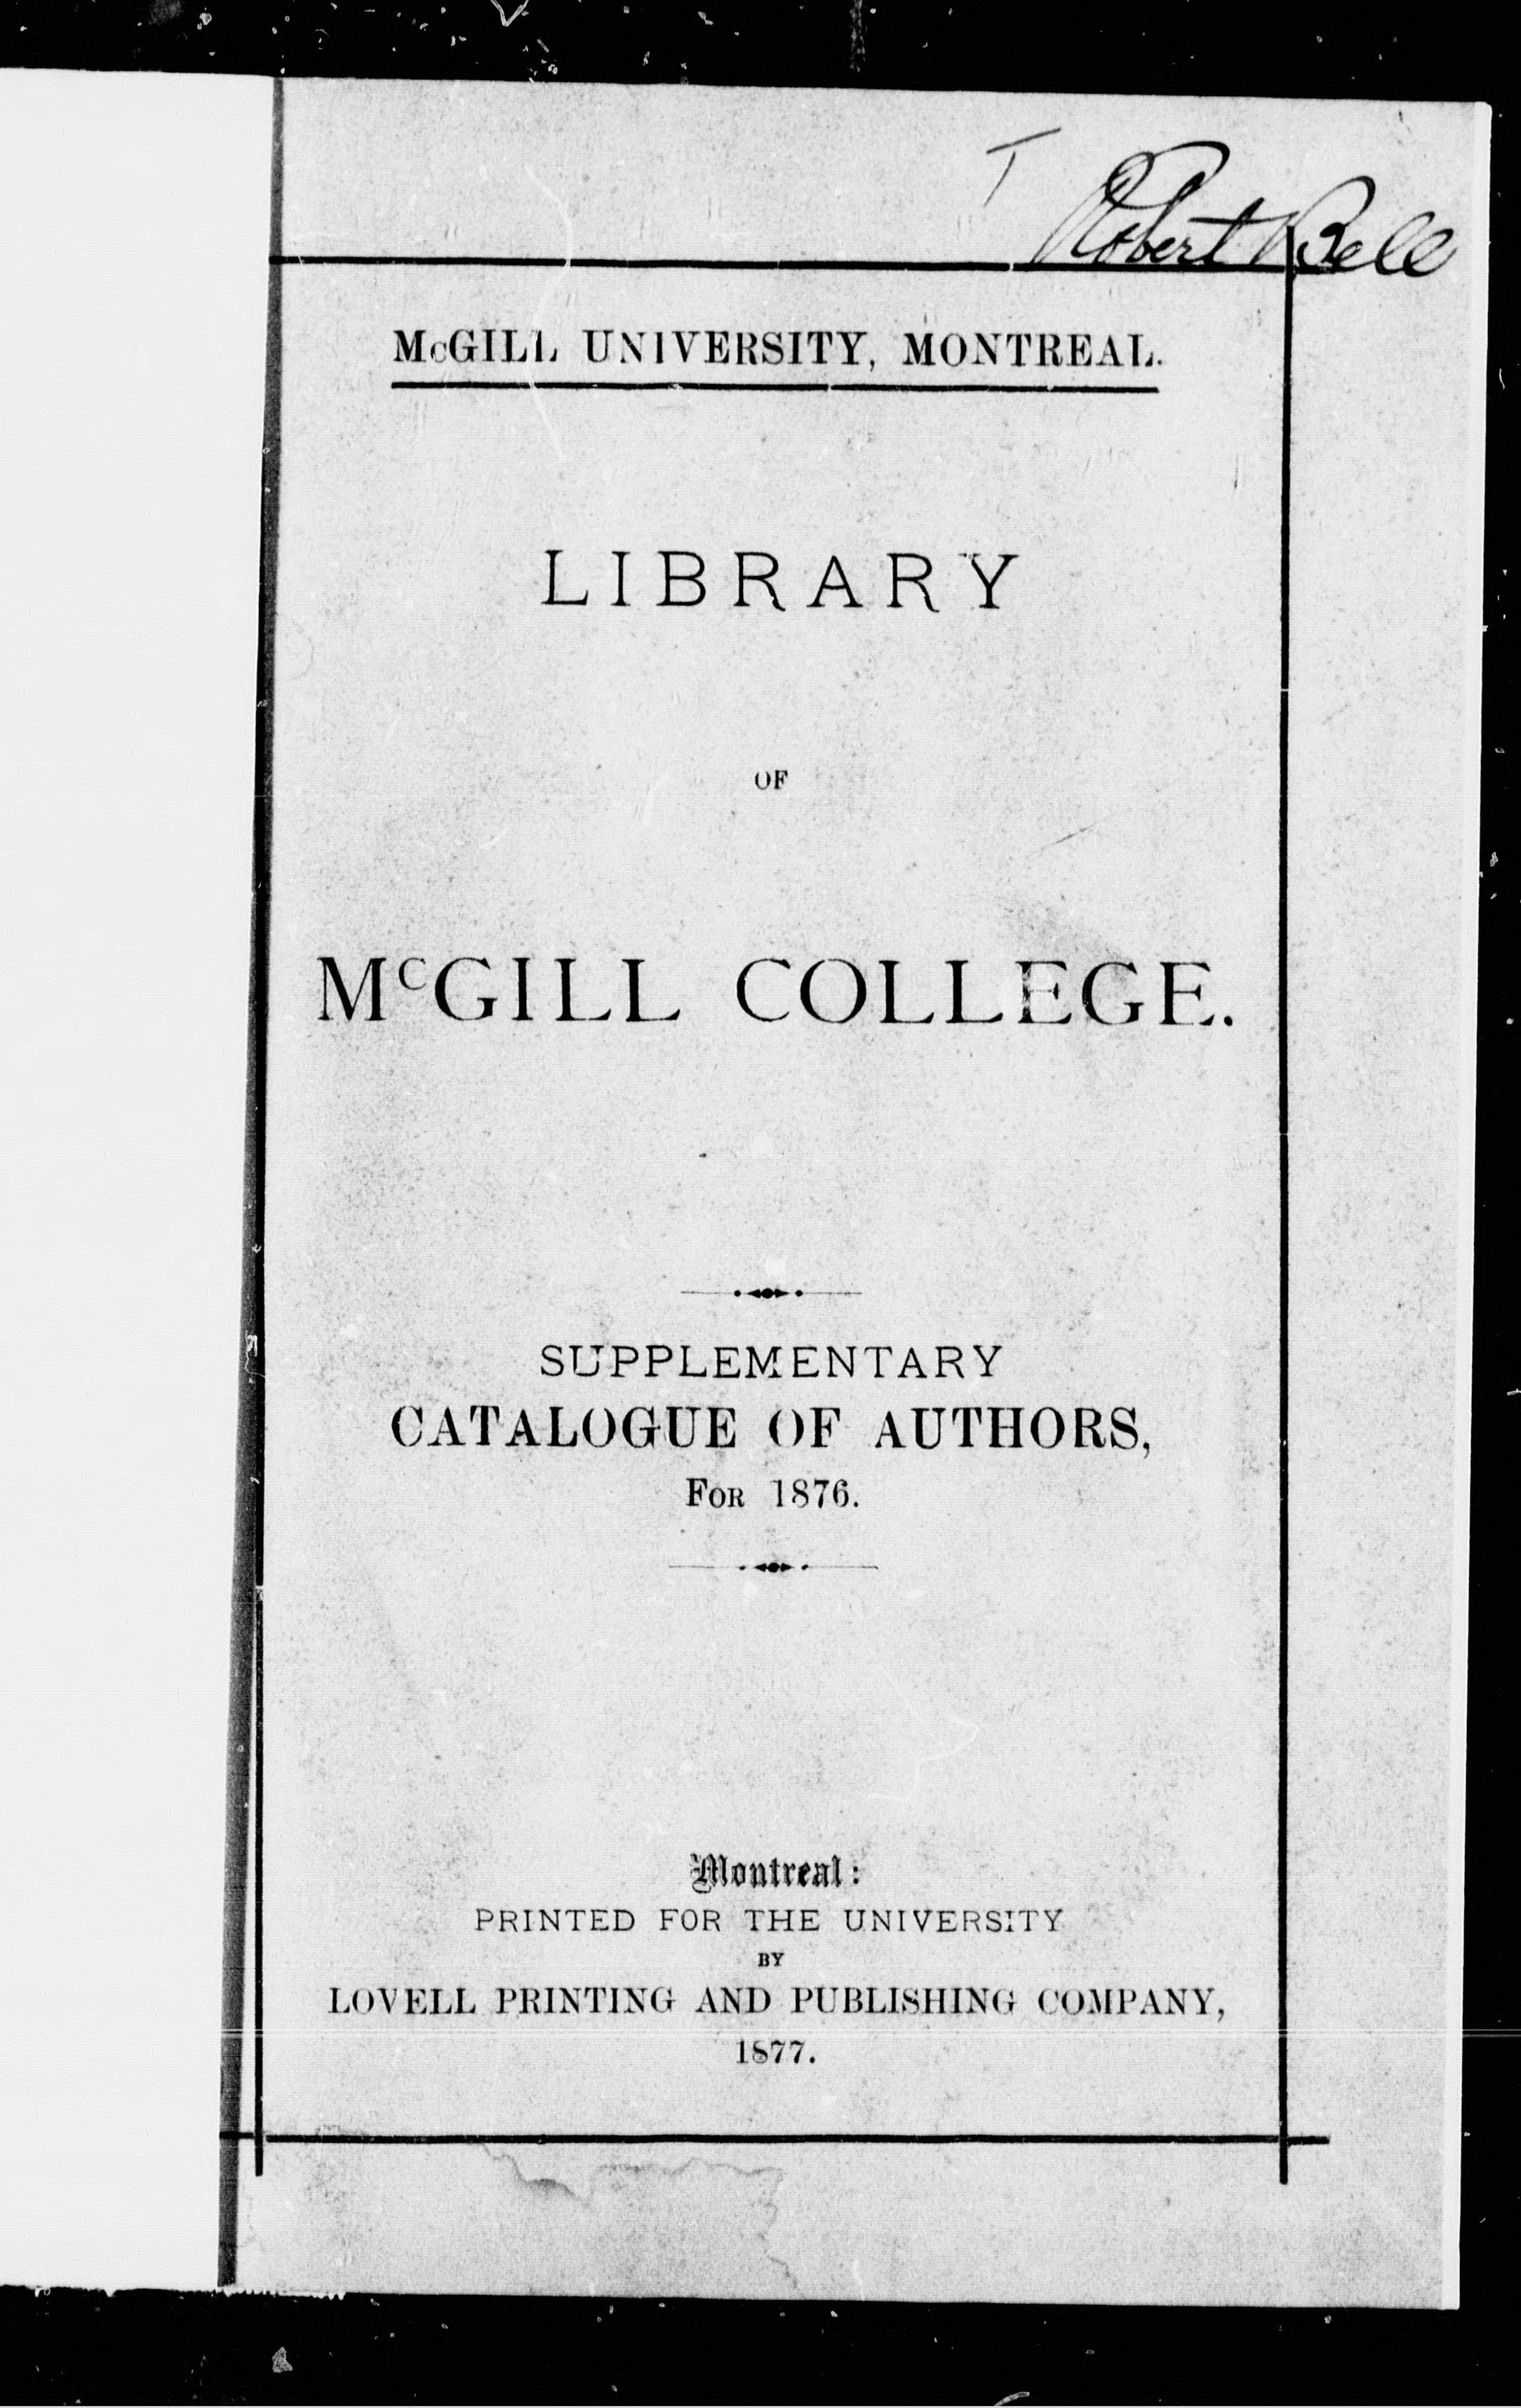 T Robert Bell
McGILL UNIVERSITY, MONTREAL.
LIBRARY
OF
McGILL COLLEGE.
SUPPLEMENTARY
CATALOGUE OF AUTHORS,
FOR 1876.
Montreal:
PRINTED FOR THE UNIVERSITY
BY
LOVELL PRINTING AND PUBLISHING COMPANY,
1877.